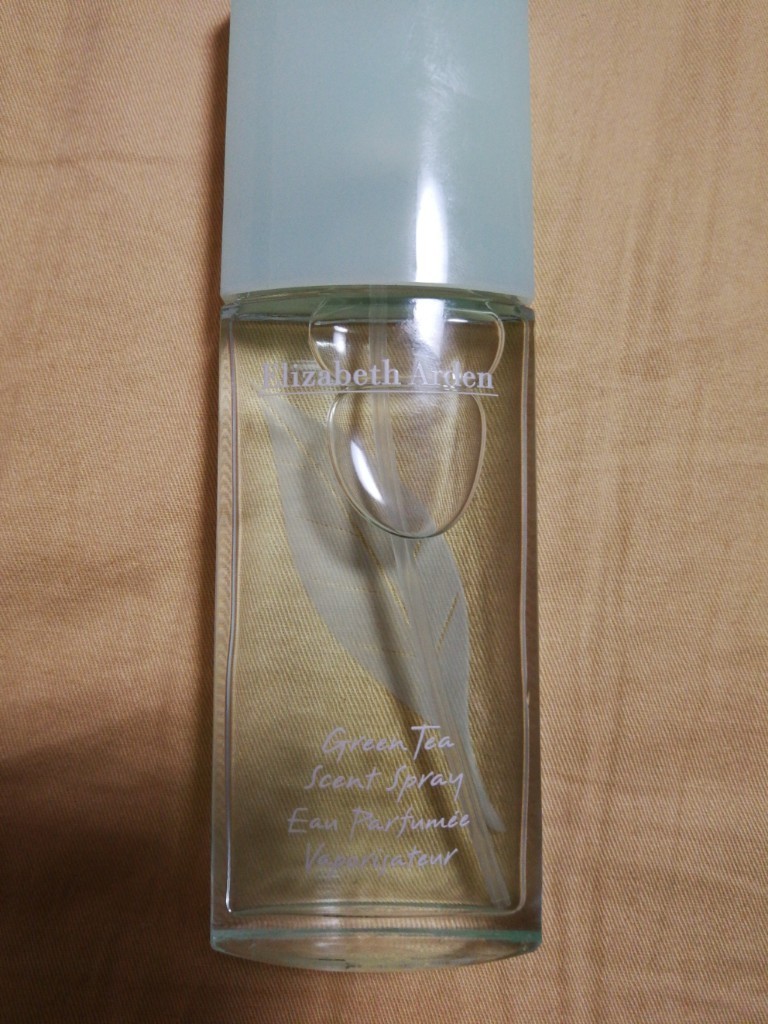 Elizabeth Arden
Green Tea
Scent Spray
Eau Parfumée
Vaporisateur